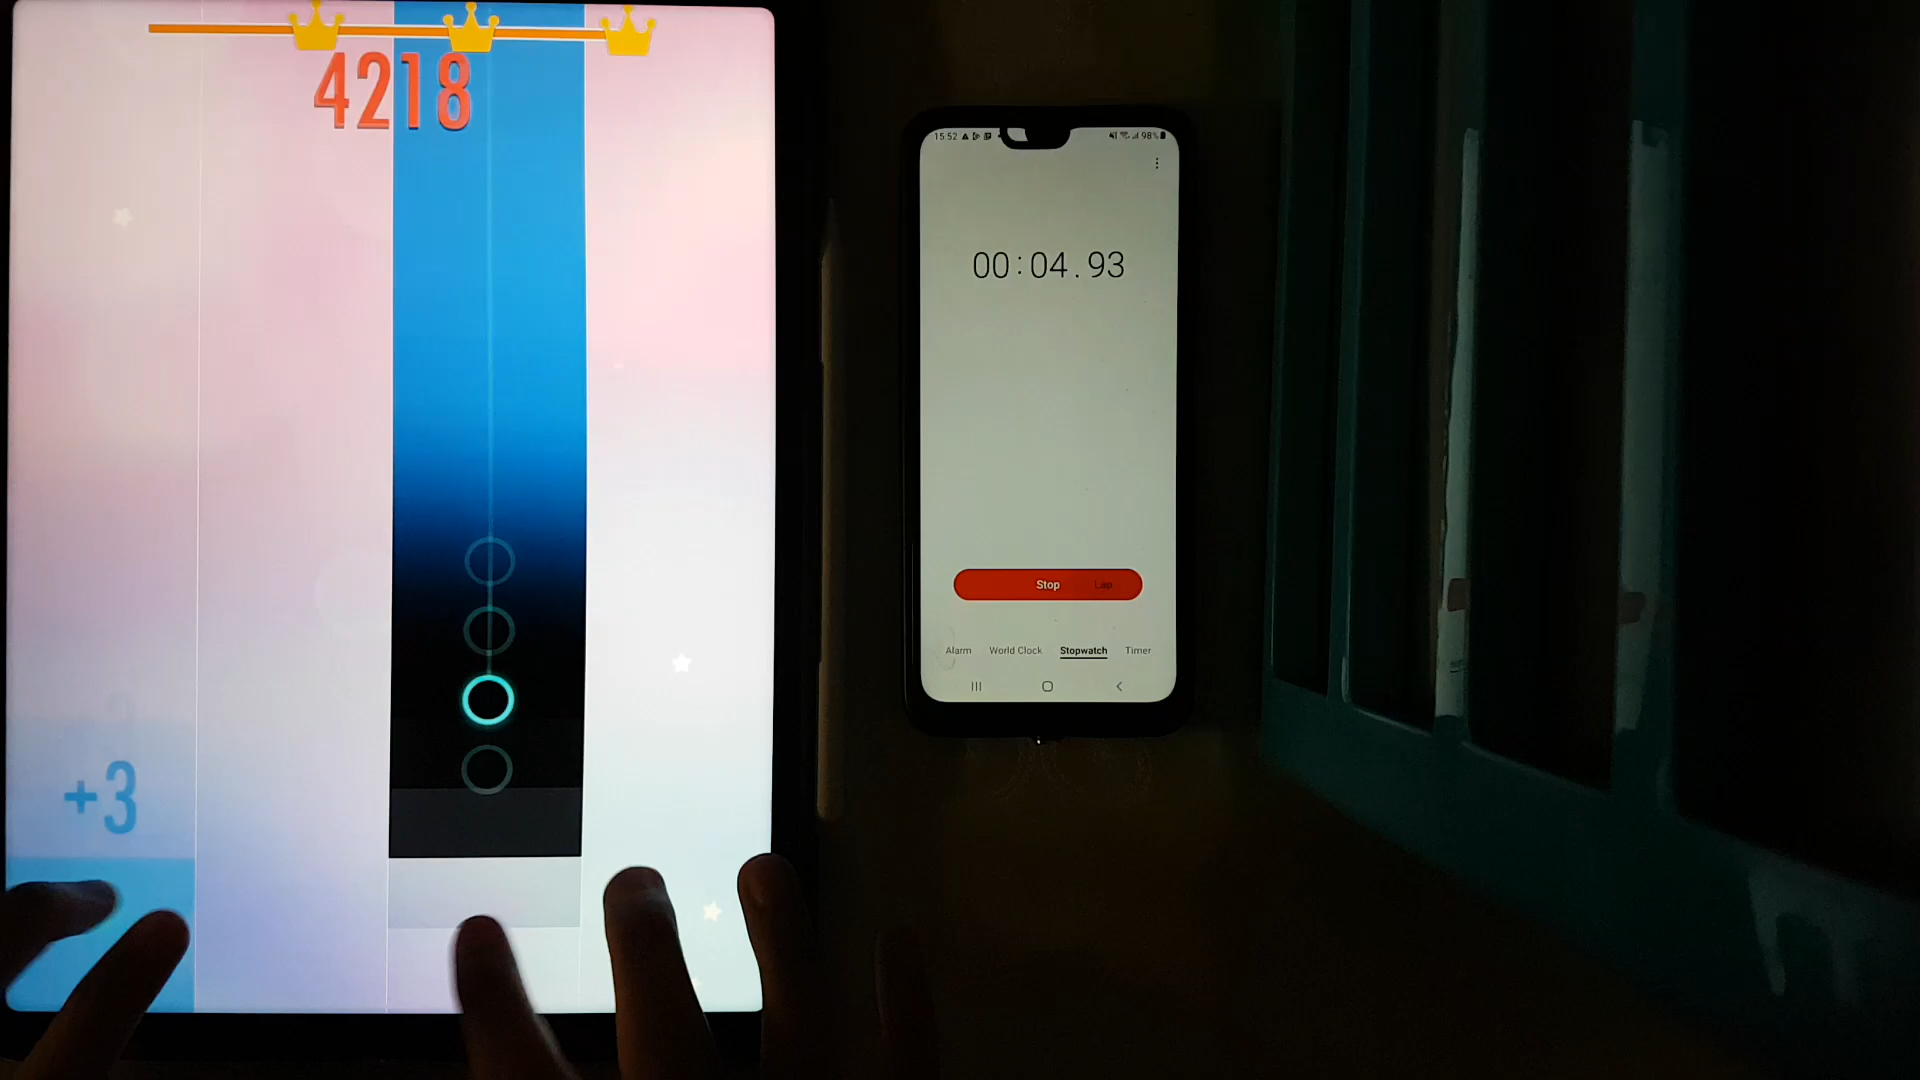 4218
+3
15:52 98%
00:04.93
Stop Lap
Alarm World Clock Stopwatch Timer